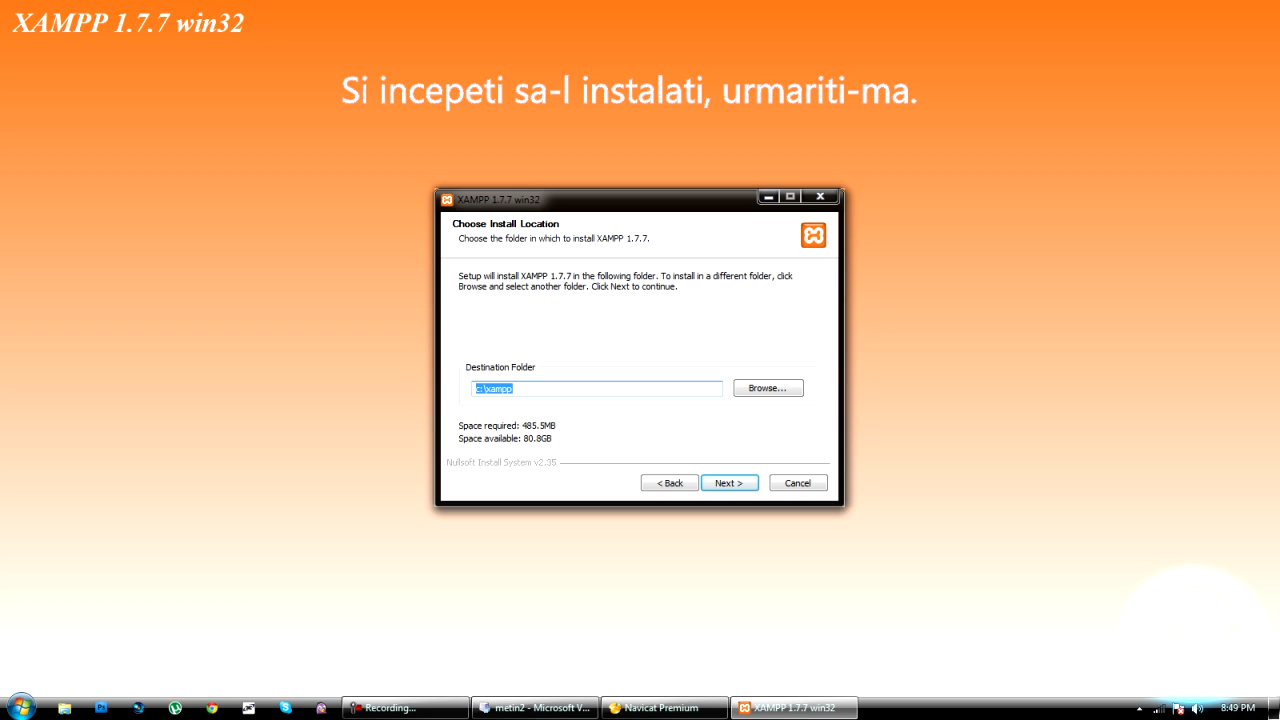 XAMPP 1.7.7 win32
Si incepeti sa-l instalati, urmariti-ma.
XAMPP 1.7.7 win32
Choose Install Location
Choose the folder in which to install XAMPP 1.7.7.
Setup will install XAMPP 1.7.7 in the following folder. To install in a different folder, click
Browse and select another folder. Click Next to continue.
Destination Folder
c:\xampp
Browse...
Space required: 485.5MB
Space available: 80.8GB
Nullsoft Install System v2.35
< Back
Next >
Cancel
Recording...
metin2 - Microsoft V...
Navicat Premium
XAMPP 1.7.7 win32
8:49 PM